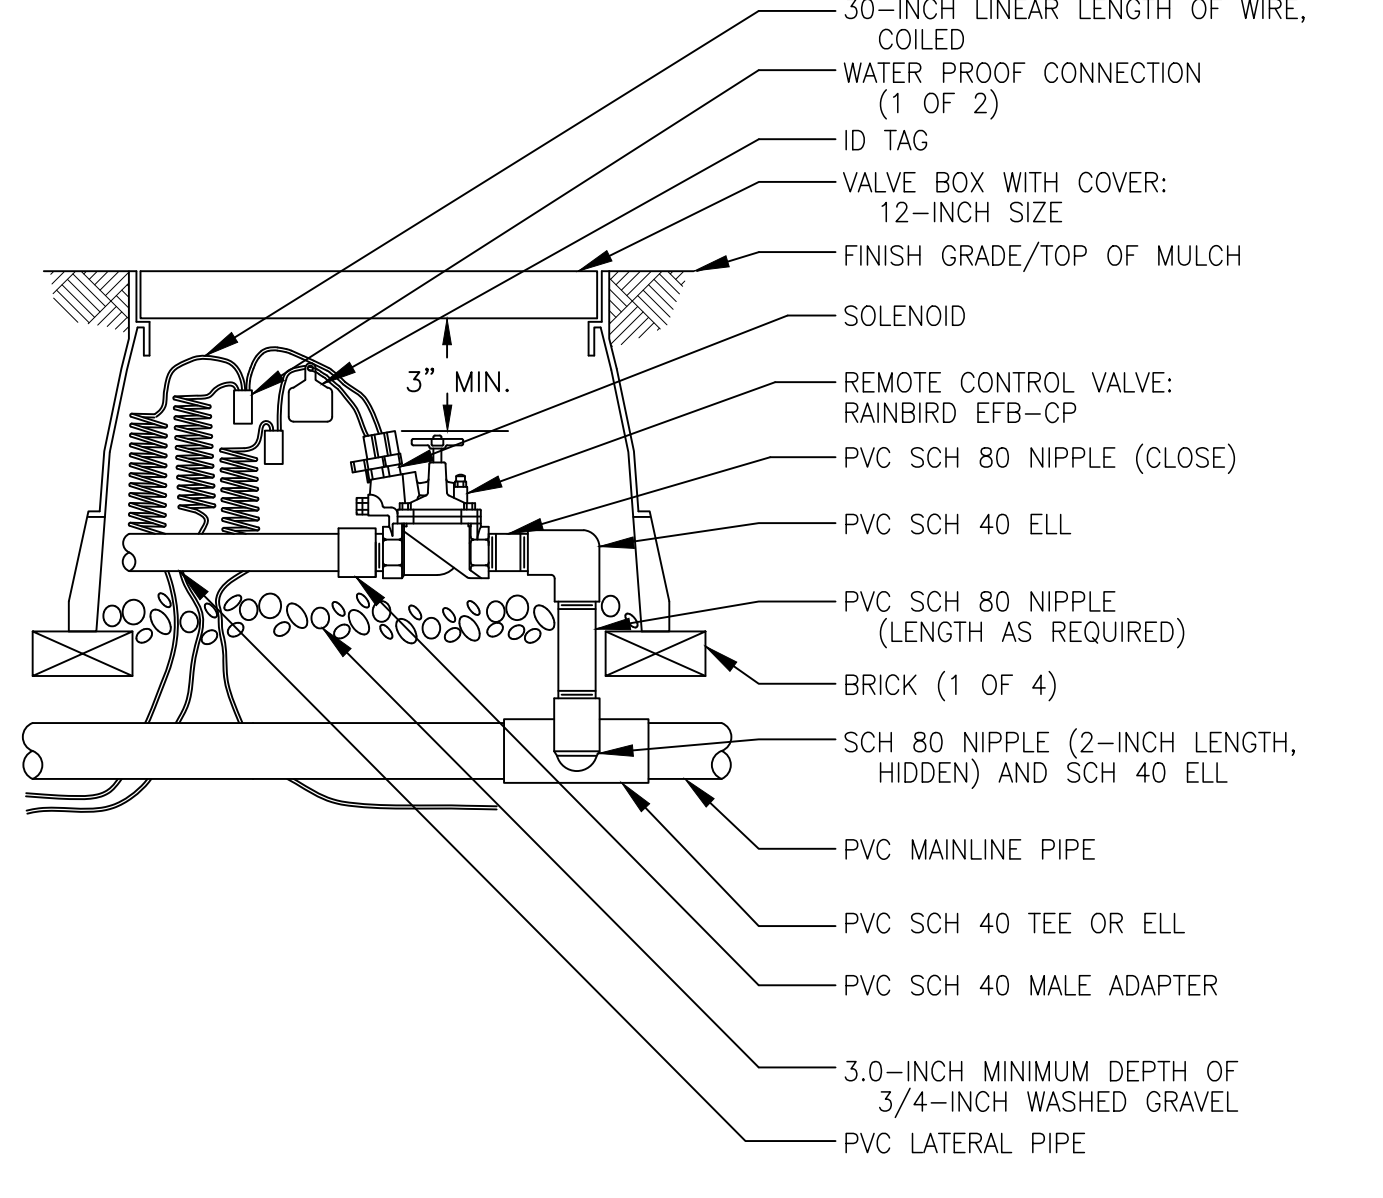 30-INCH LINEAR LENGTH OF WIRE,
COILED
WATER PROOF CONNECTION
(1 OF 2)
ID TAG
VALVE BOX WITH COVER:
12-INCH SIZE
FINISH GRADE/TOP OF MULCH
SOLENOID
3" MIN.
REMOTE CONTROL VALVE:
RAINBIRD EFB-CP
PVC SCH 80 NIPPLE (CLOSE)
PVC SCH 40 ELL
PVC SCH 80 NIPPLE
(LENGTH AS REQUIRED)
BRICK (1 OF 4)
SCH 80 NIPPLE (2-INCH LENGTH,
HIDDEN) AND SCH 40 ELL
PVC MAINLINE PIPE
PVC SCH 40 TEE OR ELL
PVC SCH 40 MALE ADAPTER
3.0-INCH MINIMUM DEPTH OF
3/4-INCH WASHED GRAVEL
PVC LATERAL PIPE